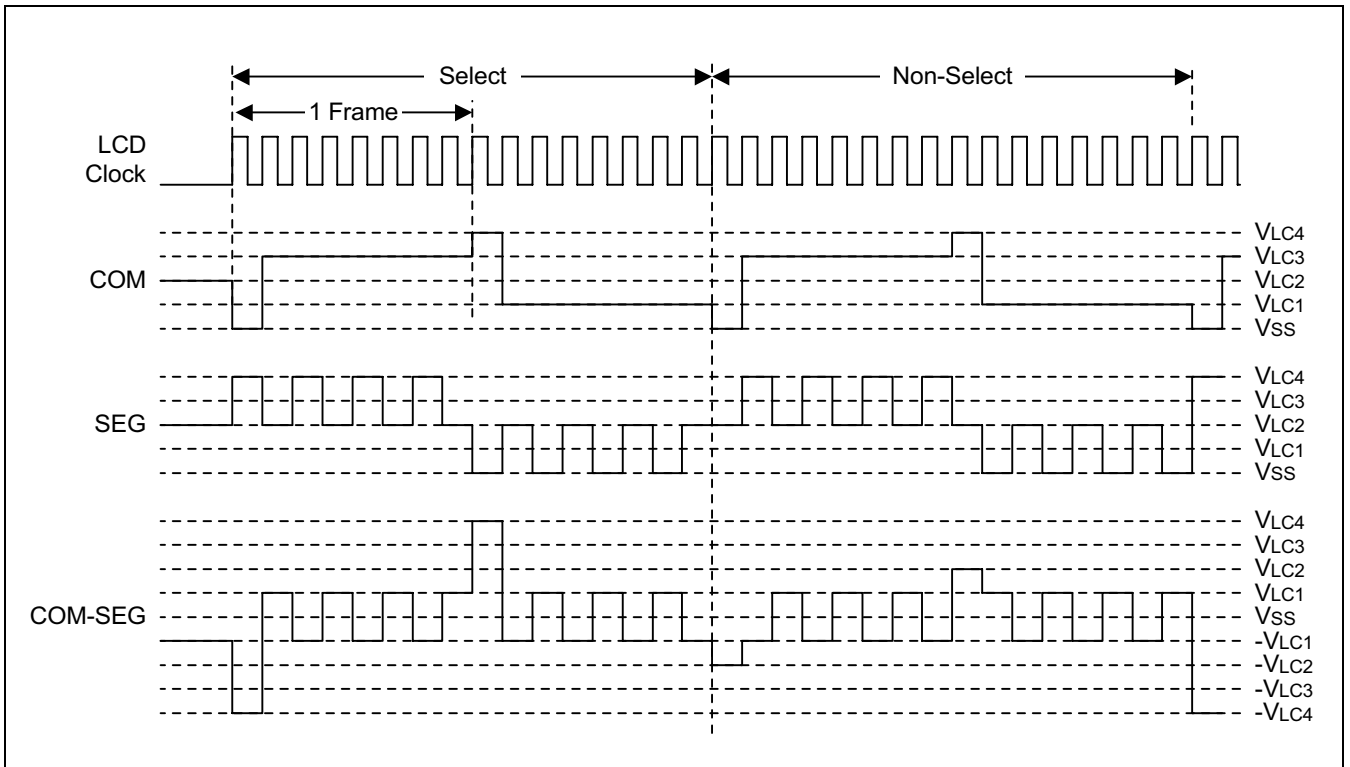 Select
Non-Select
1 Frame
LCD
Clock
VLC4
VLC3
COM
VLC2
VLC1
VSS
VLC4
VLC3
SEG
VLC2
VLC1
VSS
VLC4
VLC3
VLC2
VLC1
COM-SEG
VSS
-VLC1
-VLC2
-VLC3
-VLC4